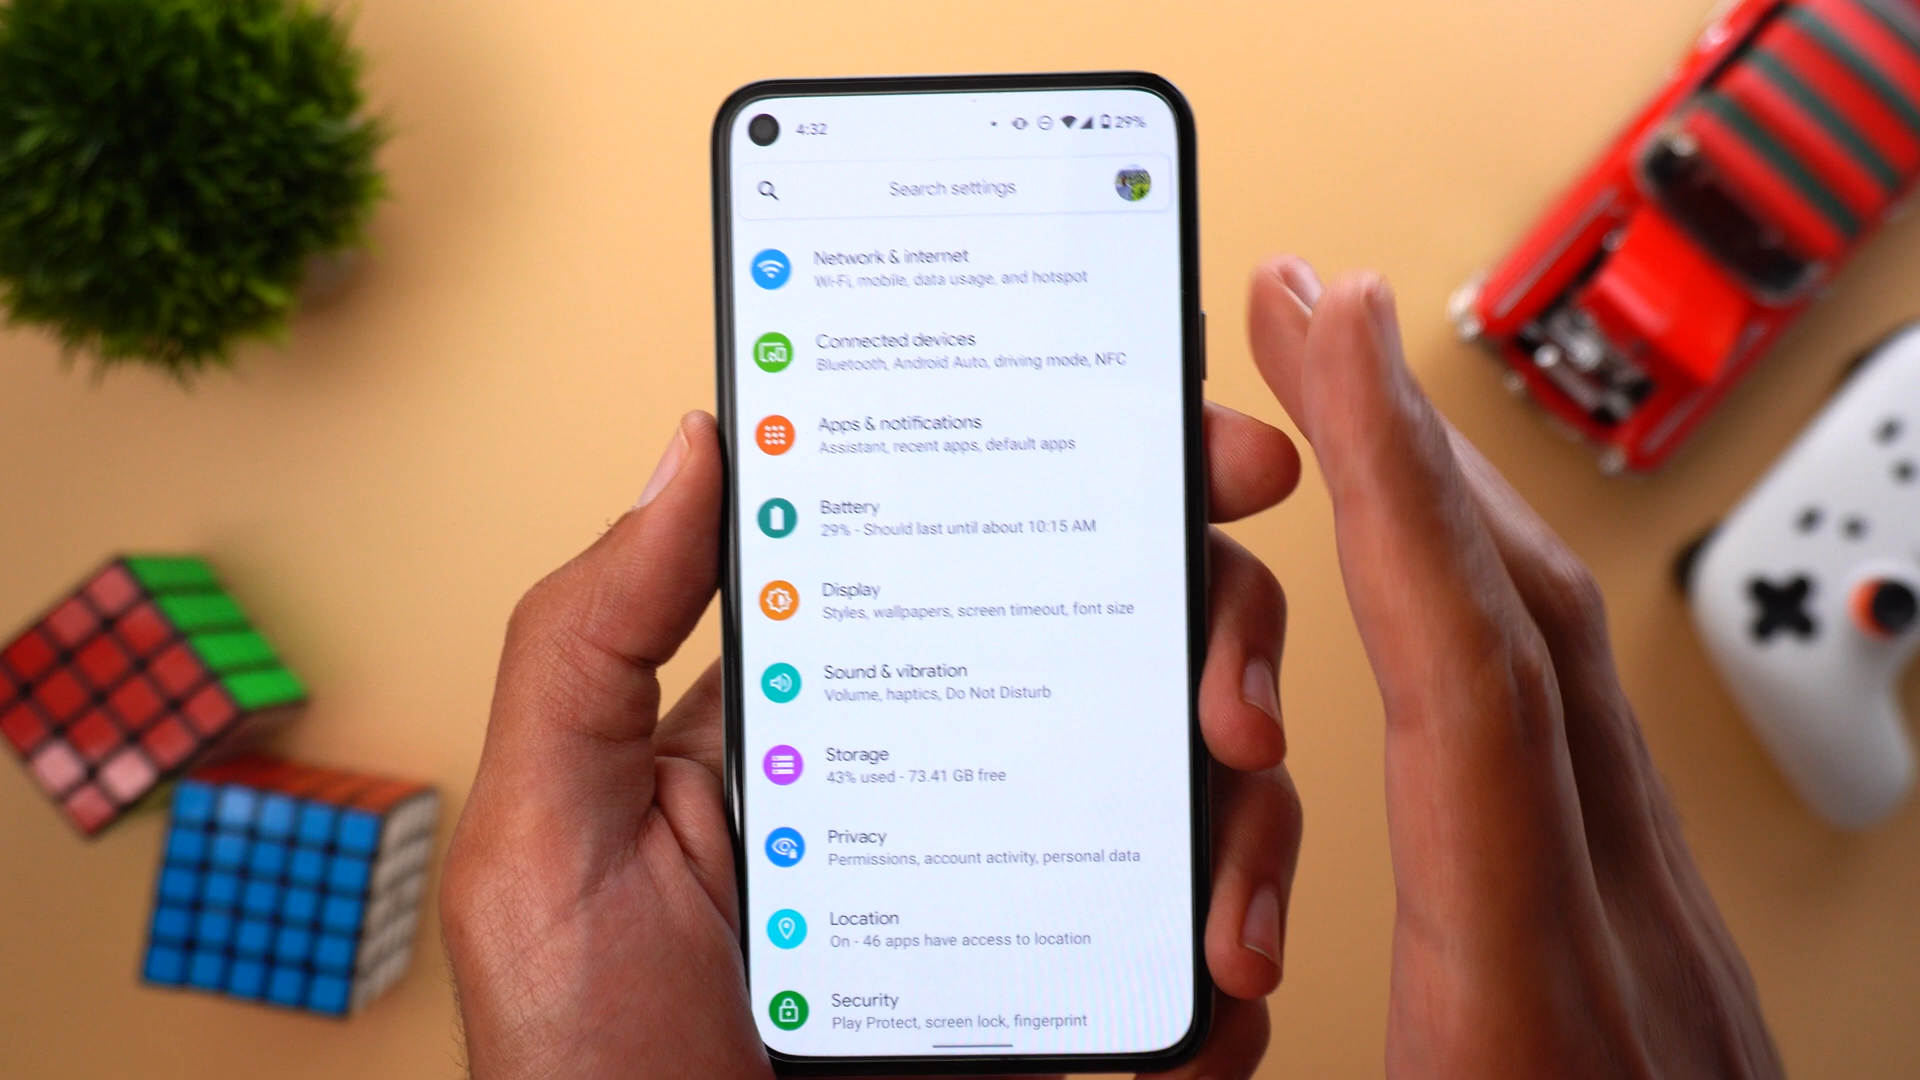 4:32 29%
Search settings
Network & internet
Wi-Fi, mobile, data usage, and hotspot
Connected devices
Bluetooth, Android Auto, driving mode, NFC
Apps & notifications
Assistant, recent apps, default apps
Battery
29% - Should last until about 10:15 AM
Display
Styles, wallpapers, screen timeout, font size
Sound & vibration
Volume, haptics, Do Not Disturb
Storage
43% used - 73.41 GB free
Privacy
Permissions, account activity, personal data
Location
On - 46 apps have access to location
Security
Play Protect, screen lock, fingerprint